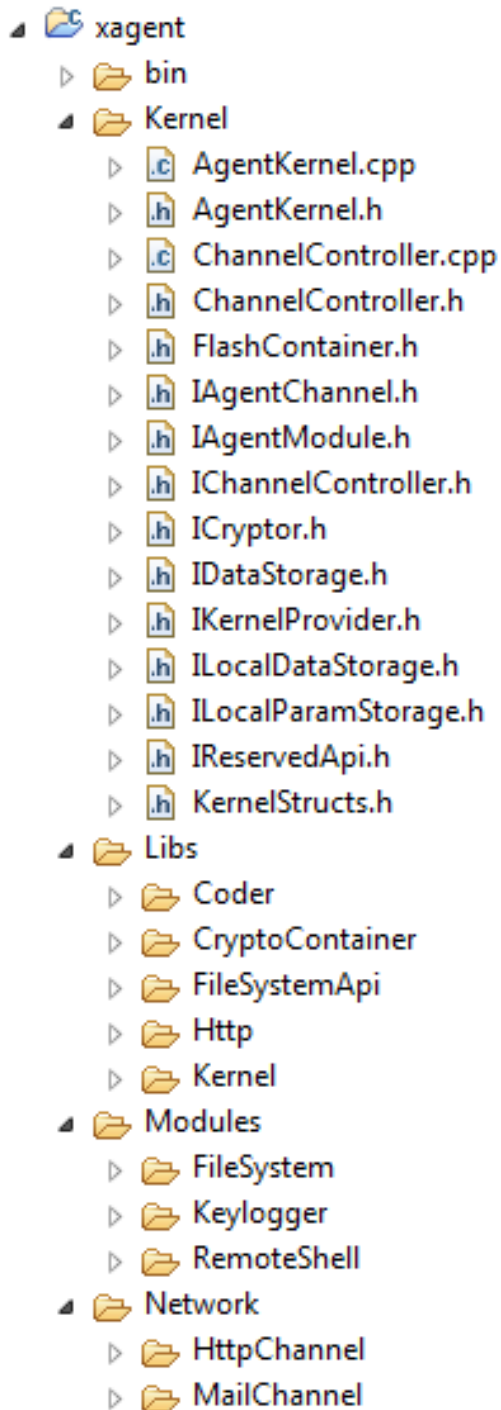 xagent
bin
Kernel
AgentKernel.cpp
AgentKernel.h
ChannelController.cpp
ChannelController.h
FlashContainer.h
IAgentChannel.h
IAgentModule.h
IChannelController.h
ICryptor.h
IDataStorage.h
IKernelProvider.h
ILocalDataStorage.h
ILocalParamStorage.h
IReservedApi.h
KernelStructs.h
Libs
Coder
CryptoContainer
FileSystemApi
Http
Kernel
Modules
FileSystem
Keylogger
RemoteShell
Network
HttpChannel
MailChannel